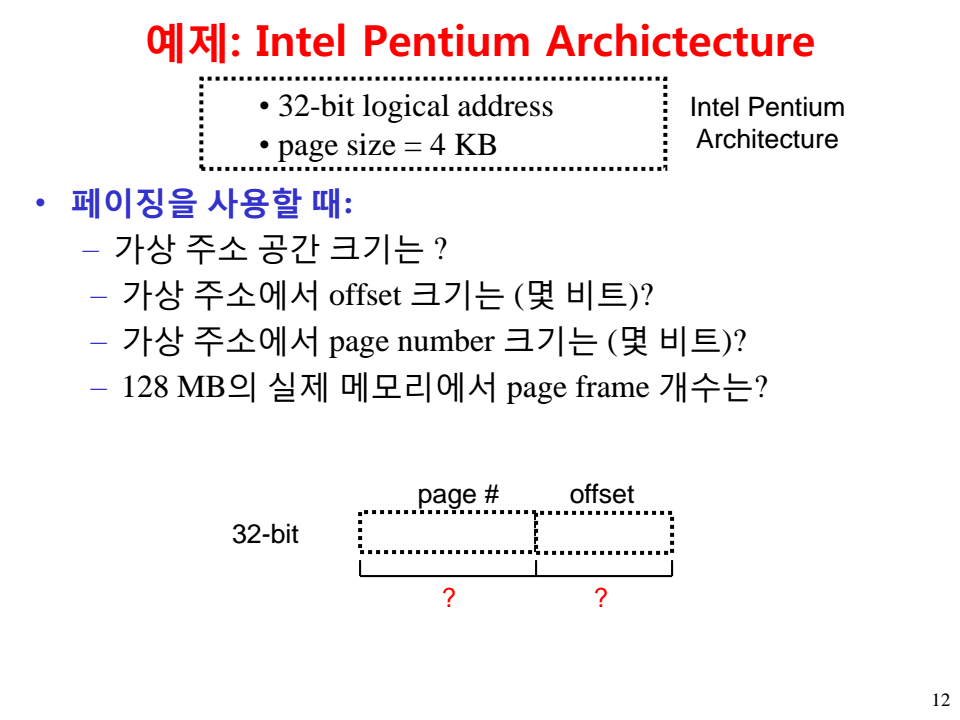 예제: Intel Pentium Archictecture
• 32-bit logical address
• page size = 4 KB
Intel Pentium
Architecture
• 페이징을 사용할 때:
– 가상 주소 공간 크기는 ?
– 가상 주소에서 offset 크기는 (몇 비트)?
– 가상 주소에서 page number 크기는 (몇 비트)?
– 128 MB의 실제 메모리에서 page frame 개수는?
page # offset
32-bit
? ?
12